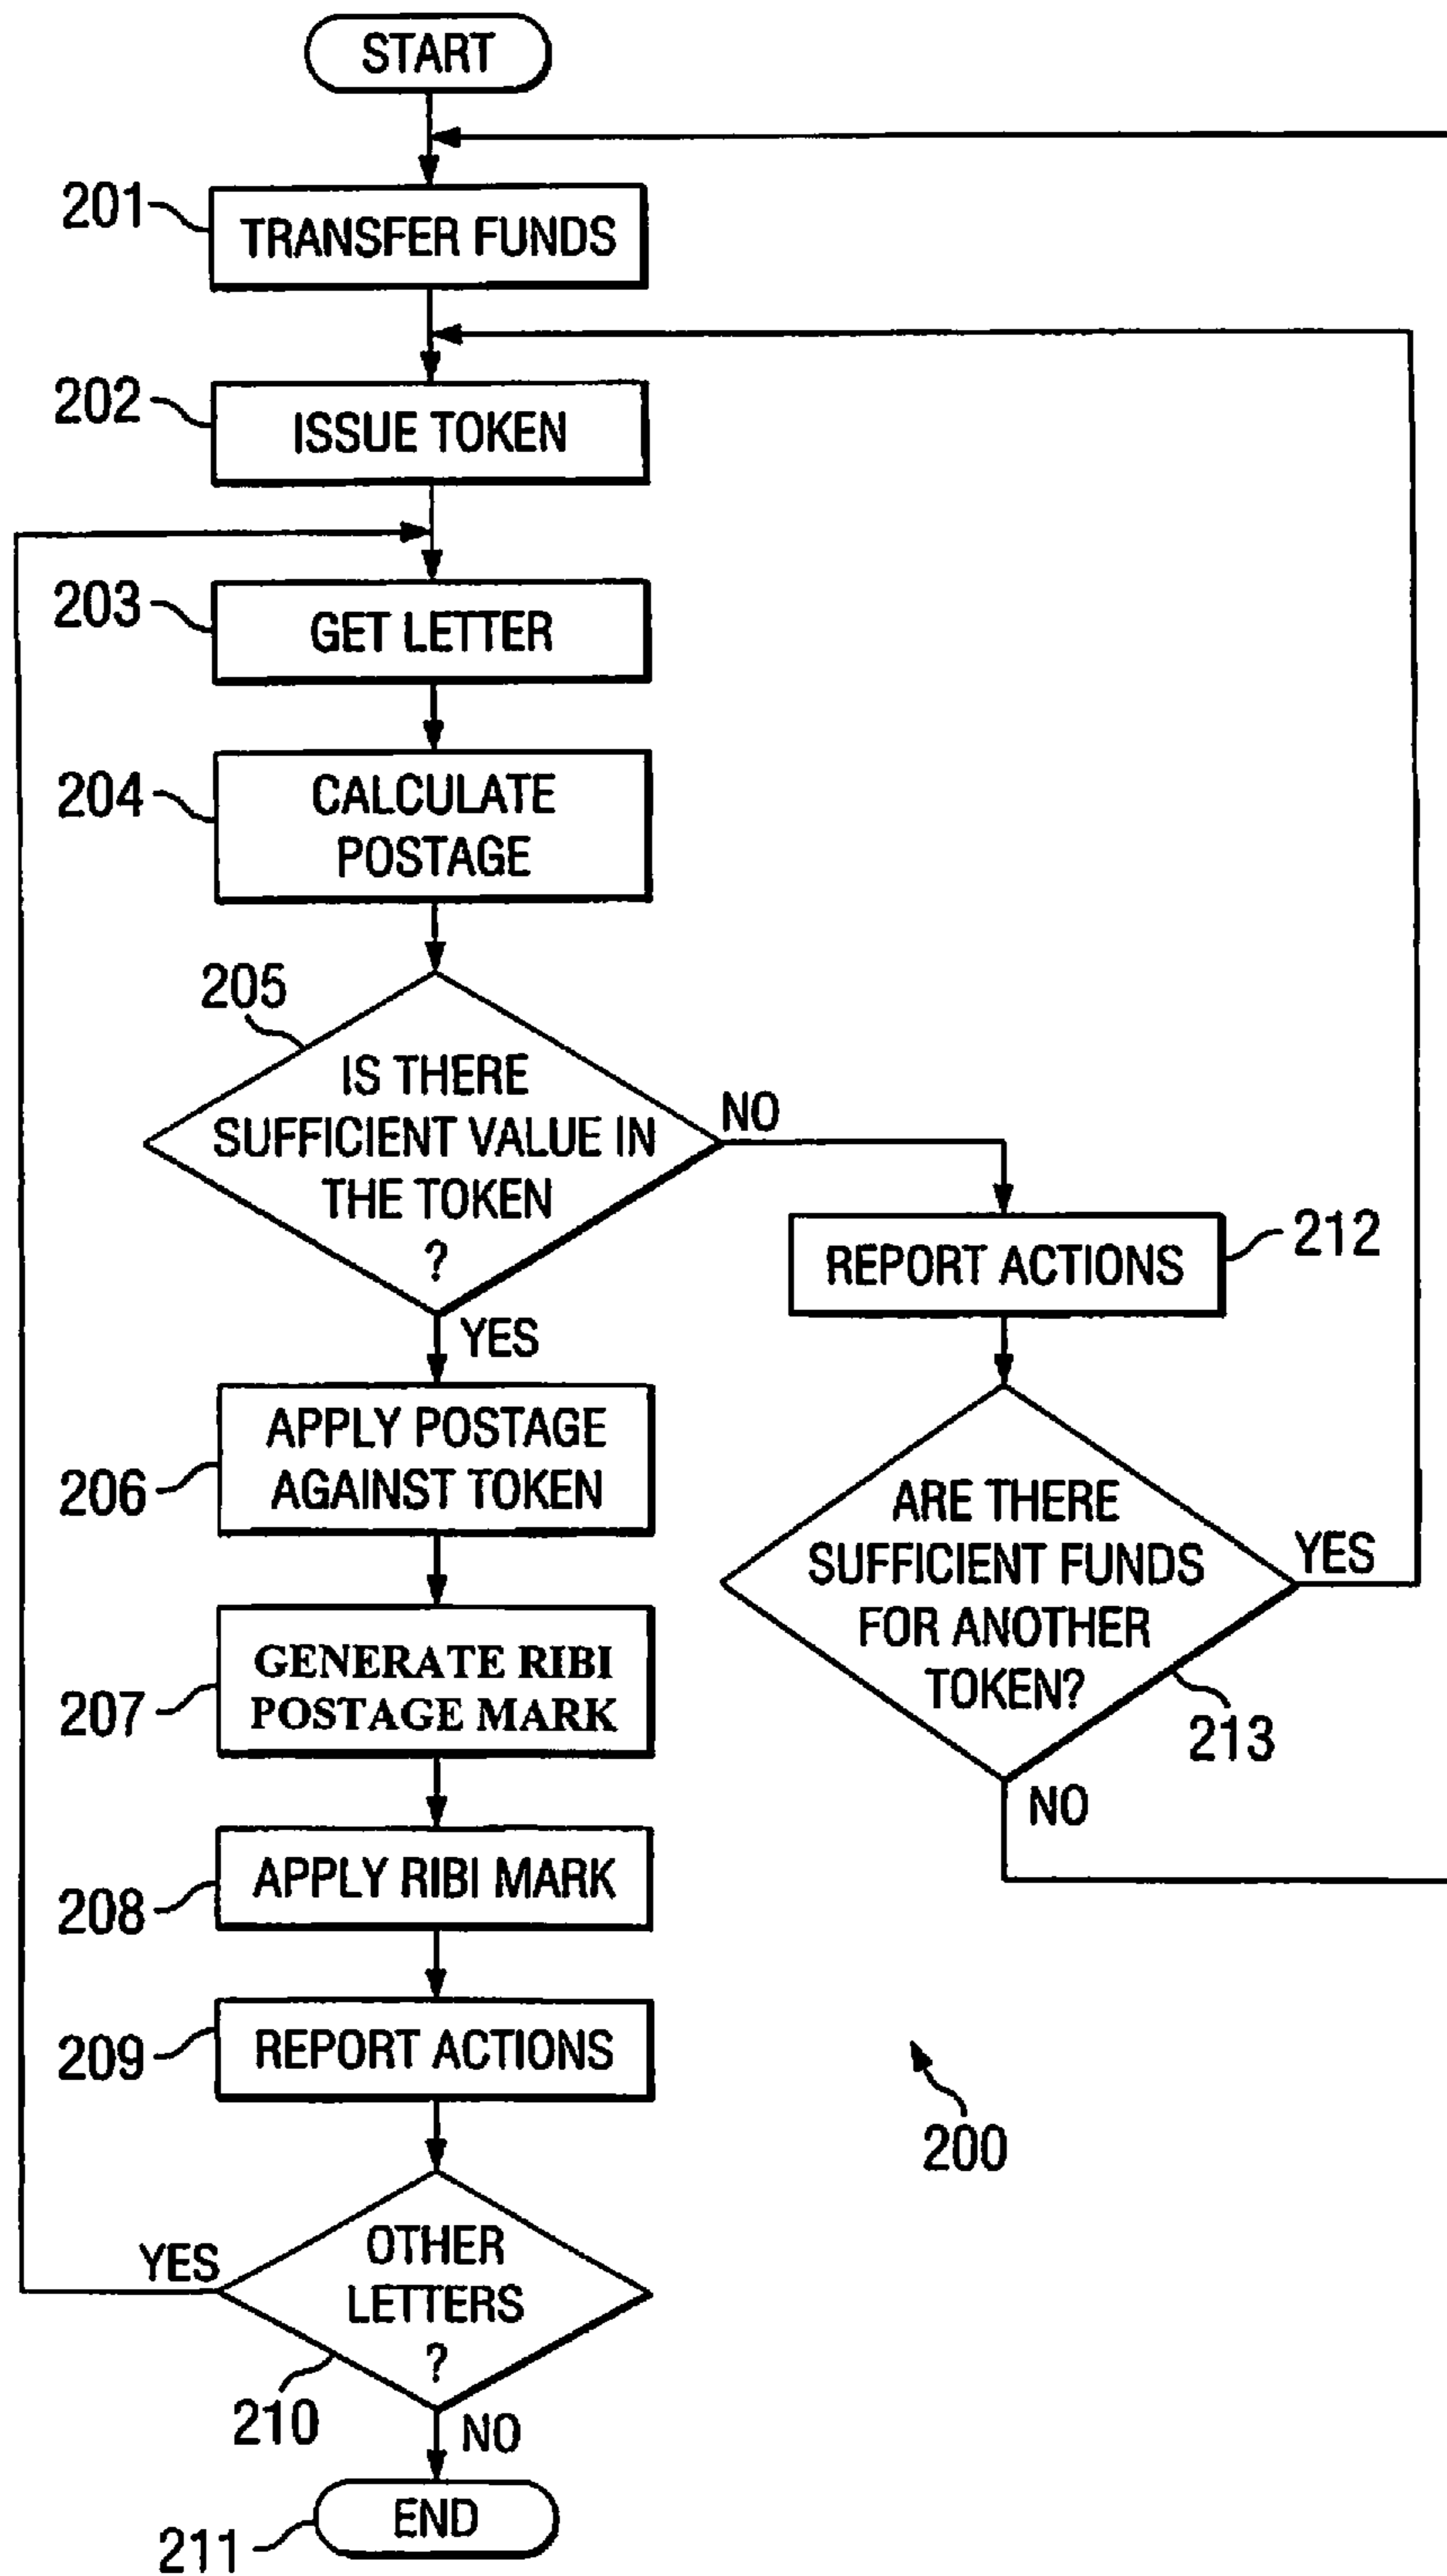 START
201
TRANSFER FUNDS
202
ISSUE TOKEN
203
GET LETTER
204
CALCULATE
POSTAGE
205
IS THERE
SUFFICIENT VALUE IN
THE TOKEN
?
NO
YES
212
REPORT ACTIONS
206
APPLY POSTAGE
AGAINST TOKEN
ARE THERE
SUFFICIENT FUNDS
FOR ANOTHER
TOKEN?
YES
213
NO
207
GENERATE RIBI
POSTAGE MARK
208
APPLY RIBI MARK
209
REPORT ACTIONS
200
OTHER
LETTERS
?
YES
210
NO
END
211